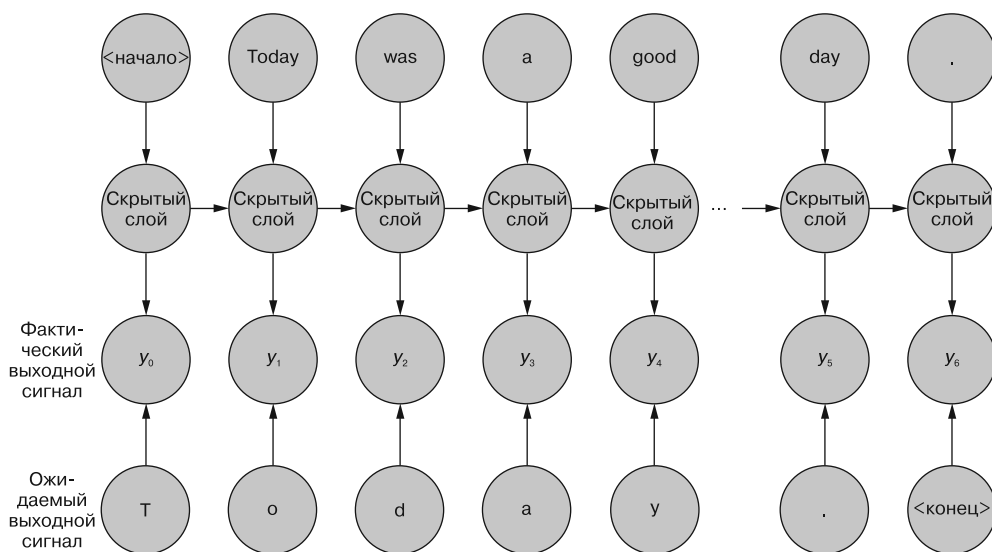 <начало> Today was a good day .
Скрытый слой Скрытый слой Скрытый слой Скрытый слой Скрытый слой ... Скрытый слой Скрытый слой
Факти-
ческий
выходной
сигнал
y₀ y₁ y₂ y₃ y₄ y₅ y₆
Ожи-
даемый
выходной
сигнал
T o d a y . <конец>